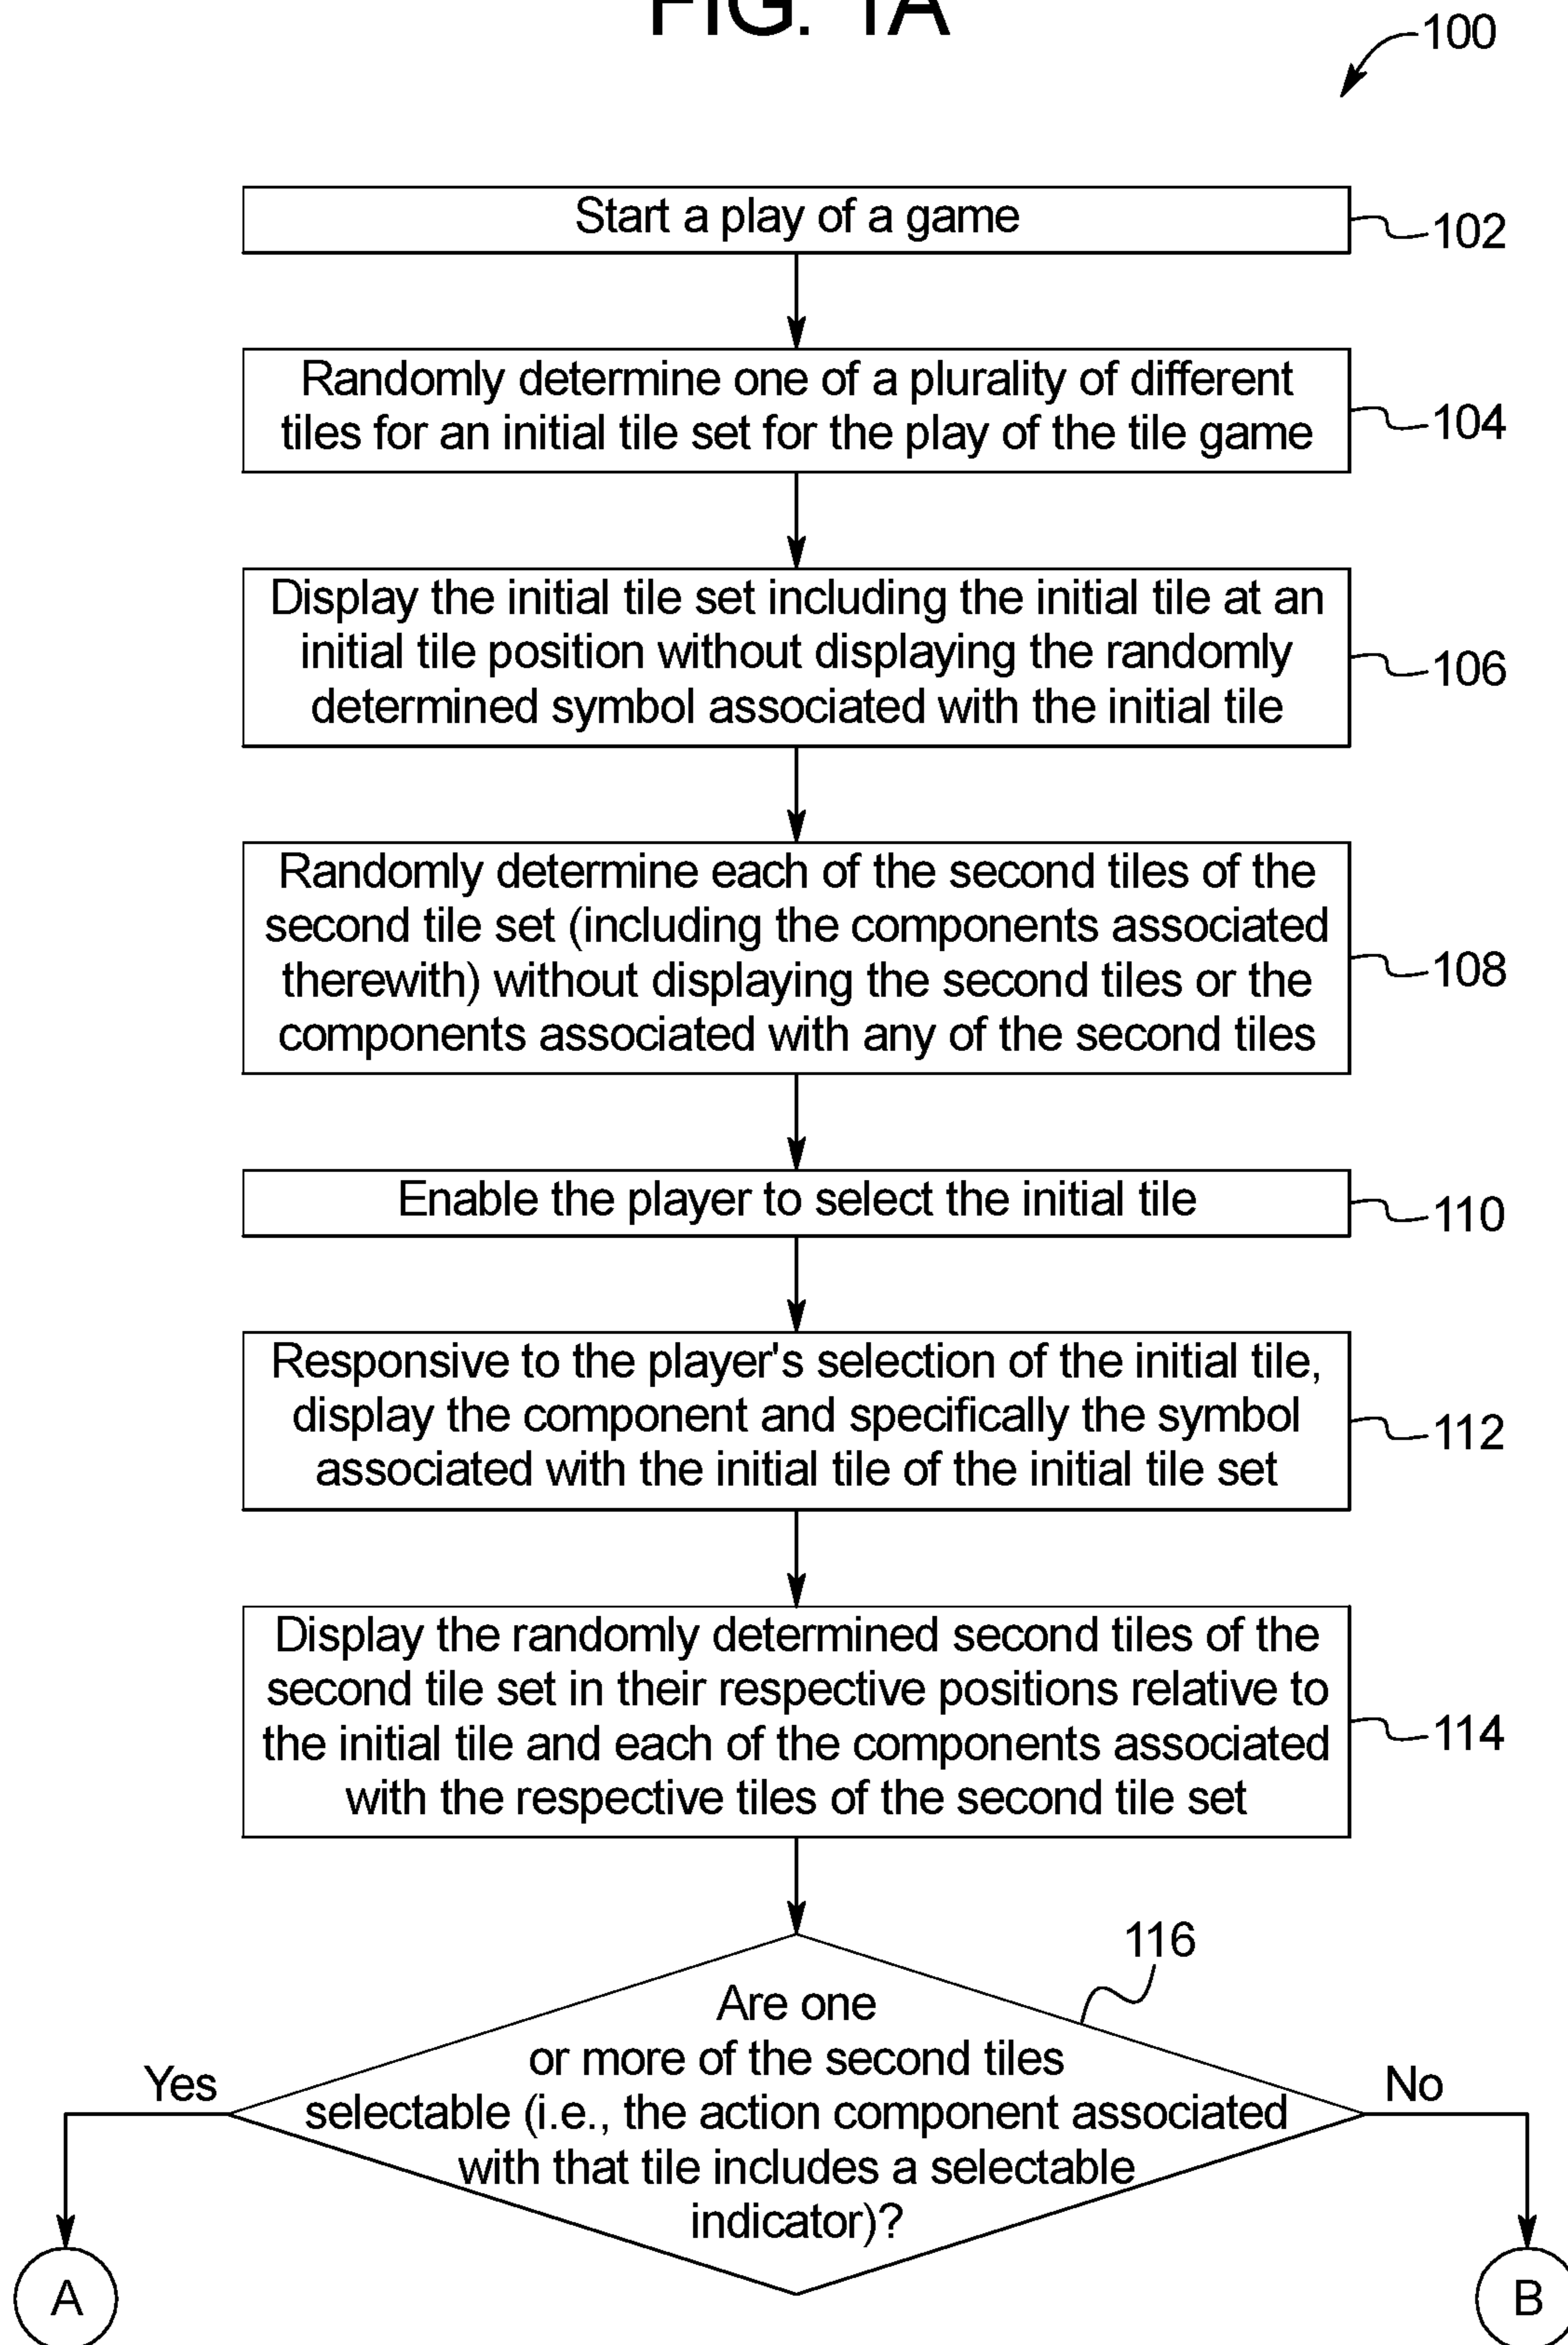 FIG. 1A
100
Start a play of a game
102
Randomly determine one of a plurality of different
tiles for an initial tile set for the play of the tile game
104
Display the initial tile set including the initial tile at an
initial tile position without displaying the randomly
determined symbol associated with the initial tile
106
Randomly determine each of the second tiles of the
second tile set (including the components associated
therewith) without displaying the second tiles or the
components associated with any of the second tiles
108
Enable the player to select the initial tile
110
Responsive to the player's selection of the initial tile,
display the component and specifically the symbol
associated with the initial tile of the initial tile set
112
Display the randomly determined second tiles of the
second tile set in their respective positions relative to
the initial tile and each of the components associated
with the respective tiles of the second tile set
114
116
Are one
or more of the second tiles
selectable (i.e., the action component associated
with that tile includes a selectable
indicator)?
Yes
No
A
B